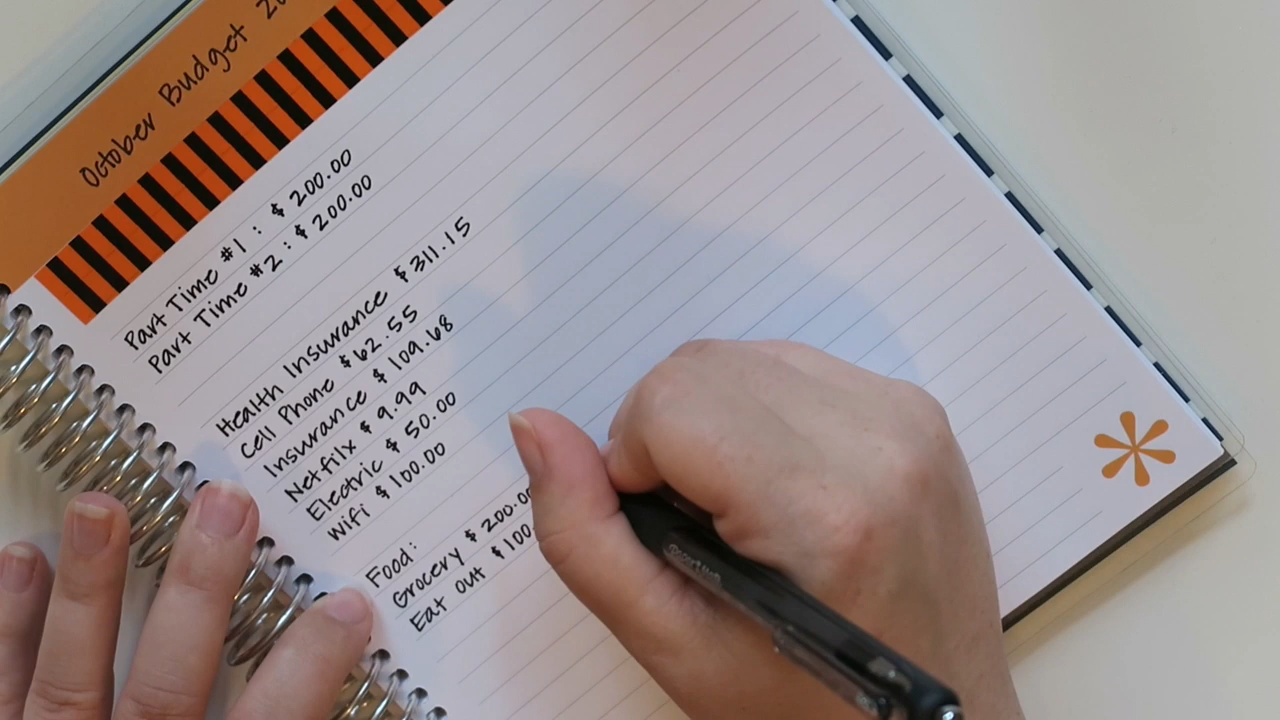 October Budget 20
Part Time #1 : $200.00
Part Time #2 : $200.00
Health Insurance $311.15
Cell Phone $62.55
Insurance $109.68
Netfilx $9.99
Electric $50.00
Wifi $100.00
Food:
Grocery $200.00
Eat out $100